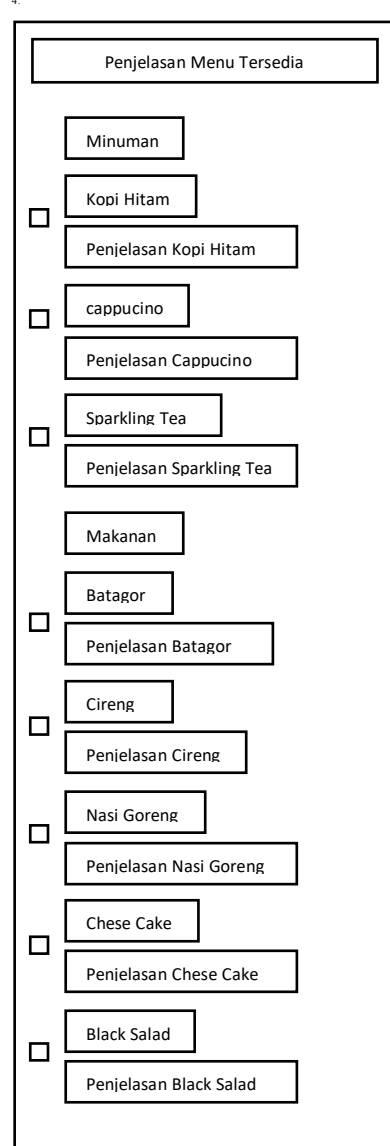 4.
Penjelasan Menu Tersedia
Minuman
Kopi Hitam
Penjelasan Kopi Hitam
cappucino
Penjelasan Cappucino
Sparkling Tea
Penjelasan Sparkling Tea
Makanan
Batagor
Penjelasan Batagor
Cireng
Penjelasan Cireng
Nasi Goreng
Penjelasan Nasi Goreng
Chese Cake
Penjelasan Chese Cake
Black Salad
Penjelasan Black Salad